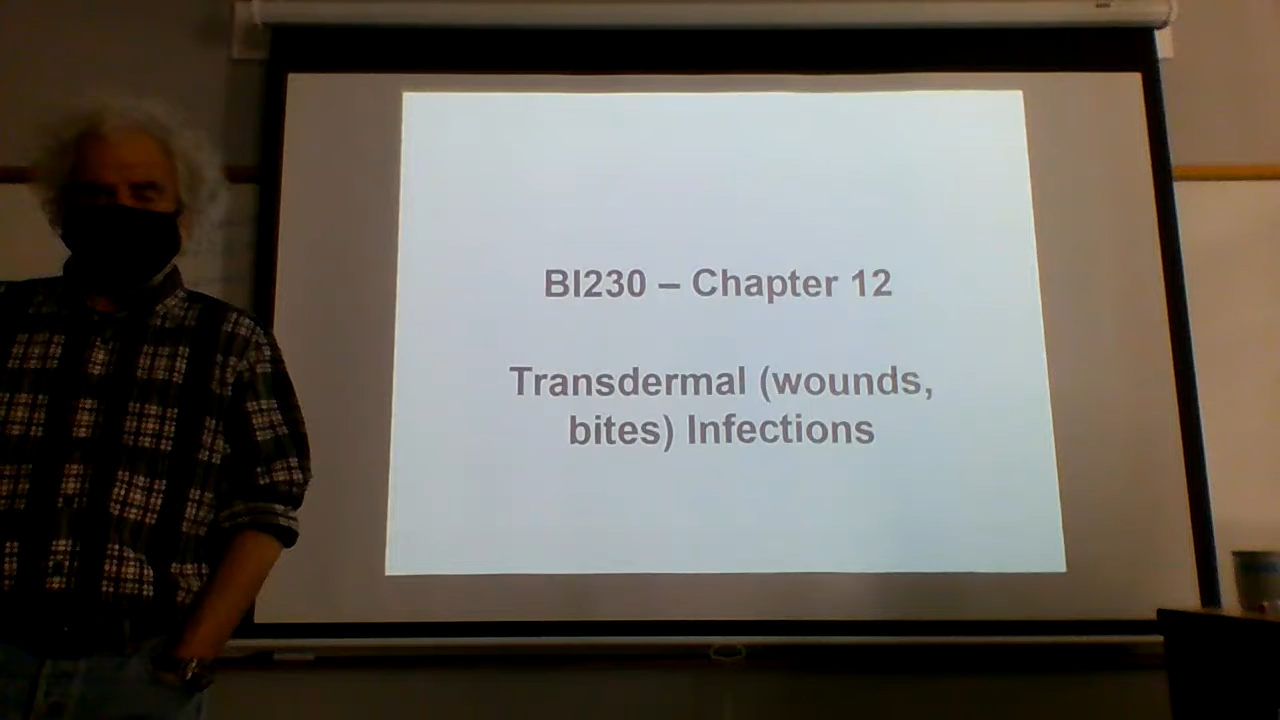 BI230 – Chapter 12
Transdermal (wounds,
bites) Infections